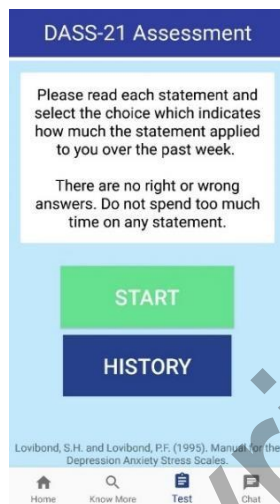 DASS-21 Assessment
Please read each statement and
select the choice which indicates
how much the statement applied
to you over the past week.
There are no right or wrong
answers. Do not spend too much
time on any statement.
START
HISTORY
Lovibond, S.H. and Lovibond, P.F. (1995). Manual for the
Depression Anxiety Stress Scales.
Home Know More Test Chat